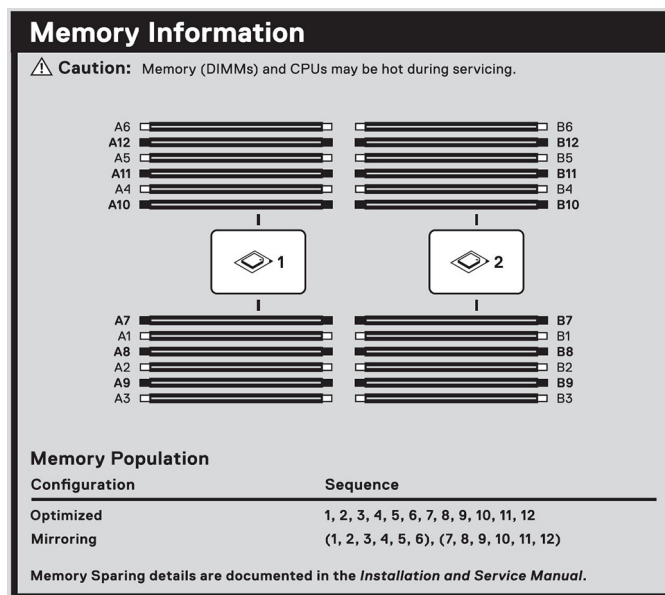 Memory Information
Caution: Memory (DIMMs) and CPUs may be hot during servicing.
A6 B6
A12 B12
A5 B5
A11 B11
A4 B4
A10 B10
1 2
A7 B7
A1 B1
A8 B8
A2 B2
A9 B9
A3 B3
Memory Population
Configuration Sequence
Optimized 1, 2, 3, 4, 5, 6, 7, 8, 9, 10, 11, 12
Mirroring (1, 2, 3, 4, 5, 6), (7, 8, 9, 10, 11, 12)
Memory Sparing details are documented in the Installation and Service Manual.